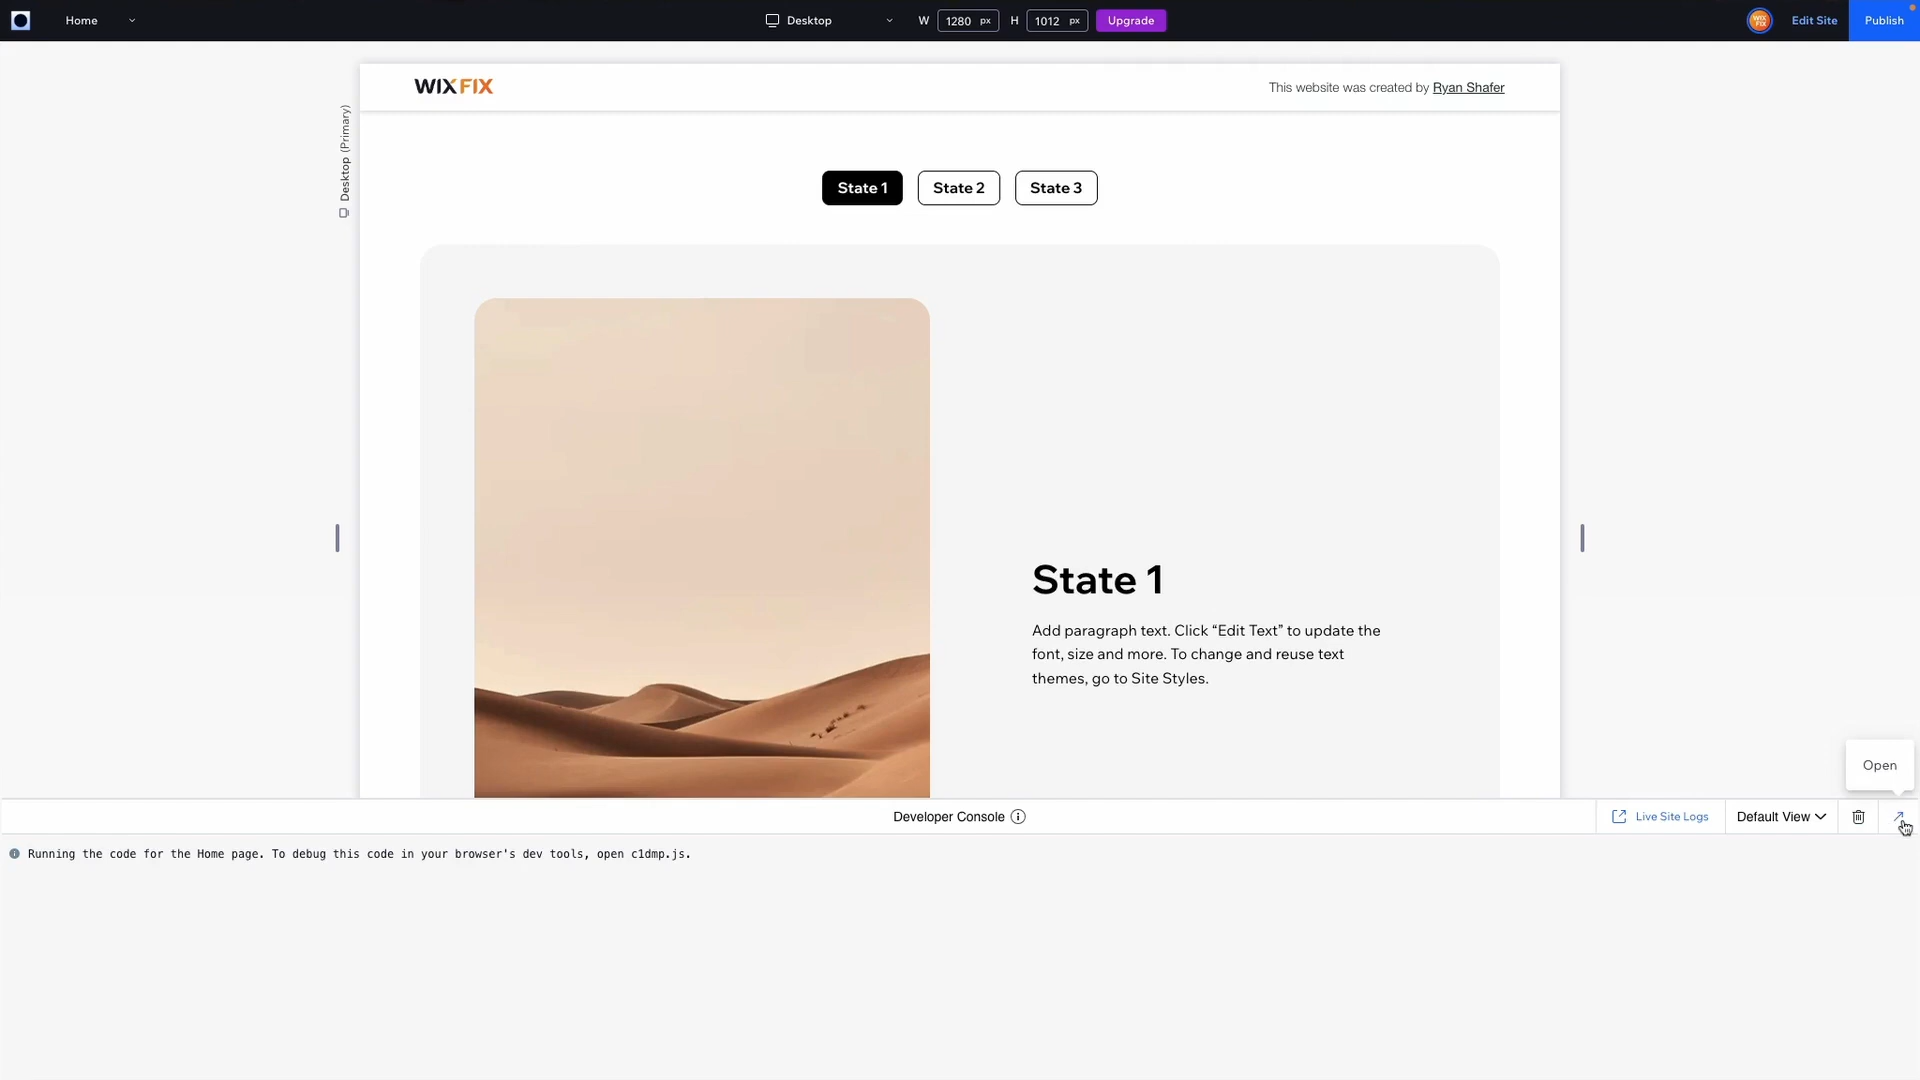 Home
Desktop
W 1280 px H 1012 px
Upgrade
WIX FIX
Edit Site
Publish
WIXFIX
This website was created by Ryan Shafer
Desktop (Primary)
State 1
State 2
State 3
State 1
Add paragraph text. Click “Edit Text” to update the
font, size and more. To change and reuse text
themes, go to Site Styles.
Open
Developer Console
Live Site Logs
Default View
Running the code for the Home page. To debug this code in your browser's dev tools, open c1dmp.js.